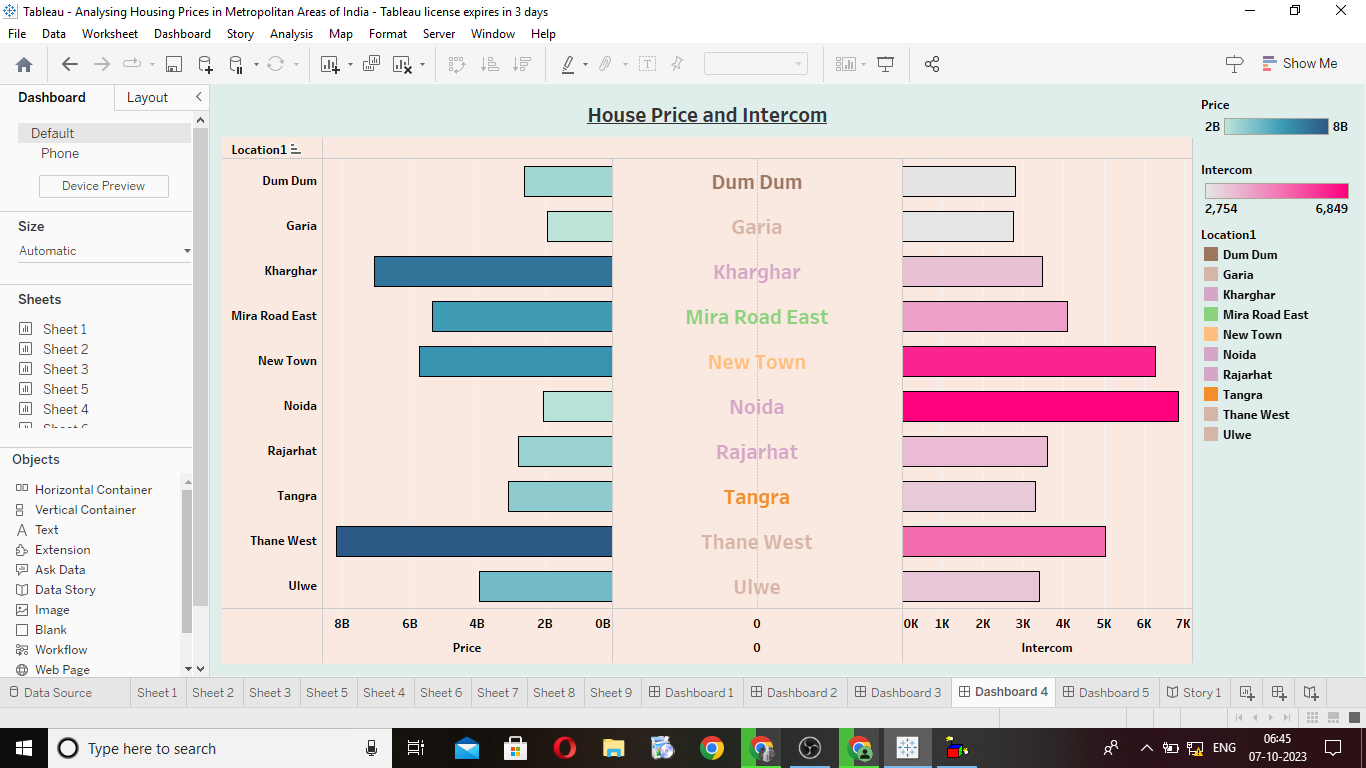 Tableau - Analysing Housing Prices in Metropolitan Areas of India - Tableau license expires in 3 days
File Data Worksheet Dashboard Story Analysis Map Format Server Window Help
Show Me
Dashboard Layout
Default
Phone
Device Preview
Size
Automatic
Sheets
Sheet 1
Sheet 2
Sheet 3
Sheet 5
Sheet 4
Objects
Horizontal Container
Vertical Container
Text
Extension
Ask Data
Data Story
Image
Blank
Workflow
Web Page
House Price and Intercom
Location1
Dum Dum Dum Dum
Garia Garia
Kharghar Kharghar
Mira Road East Mira Road East
New Town New Town
Noida Noida
Rajarhat Rajarhat
Tangra Tangra
Thane West Thane West
Ulwe Ulwe
8B 6B 4B 2B 0B 0 0K 1K 2K 3K 4K 5K 6K 7K
Price 0 Intercom
Price
2B 8B
Intercom
2,754 6,849
Location1
Dum Dum
Garia
Kharghar
Mira Road East
New Town
Noida
Rajarhat
Tangra
Thane West
Ulwe
Data Source Sheet 1 Sheet 2 Sheet 3 Sheet 5 Sheet 4 Sheet 6 Sheet 7 Sheet 8 Sheet 9 Dashboard 1 Dashboard 2 Dashboard 3 Dashboard 4 Dashboard 5 Story 1
Type here to search
ENG
06:45
07-10-2023